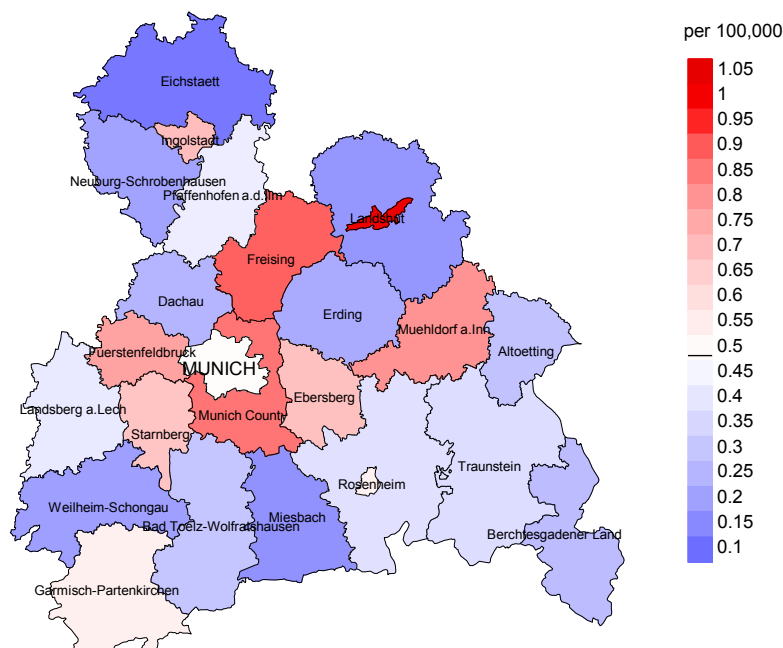 per 100,000
1.05
1
0.95
0.9
0.85
0.8
0.75
0.7
0.65
0.6
0.55
0.5
0.45
0.4
0.35
0.3
0.25
0.2
0.15
0.1
Eichstaett
Ingolstadt
Neuburg-Schrobenhausen
Pfaffenhofen a.d.Ilm
Landshut
Freising
Dachau
Erding
Muehldorf a.Inn
Altoetting
Fuerstenfeldbruck
MUNICH
Ebersberg
Landsberg a.Lech
Munich County
Starnberg
Traunstein
Rosenheim
Weilheim-Schongau
Miesbach
Bad Toelz-Wolfratshausen
Berchtesgadener Land
Garmisch-Partenkirchen